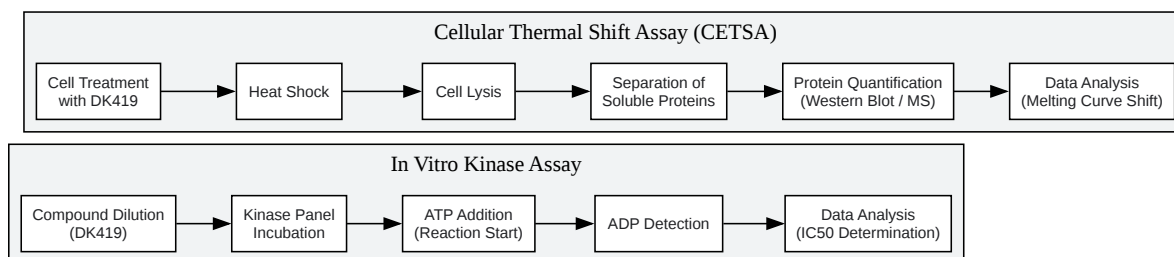 Cellular Thermal Shift Assay (CETSA)
Cell Treatment
with DK419
Heat Shock
Cell Lysis
Separation of
Soluble Proteins
Protein Quantification
(Western Blot / MS)
Data Analysis
(Melting Curve Shift)
In Vitro Kinase Assay
Compound Dilution
(DK419)
Kinase Panel
Incubation
ATP Addition
(Reaction Start)
ADP Detection
Data Analysis
(IC50 Determination)